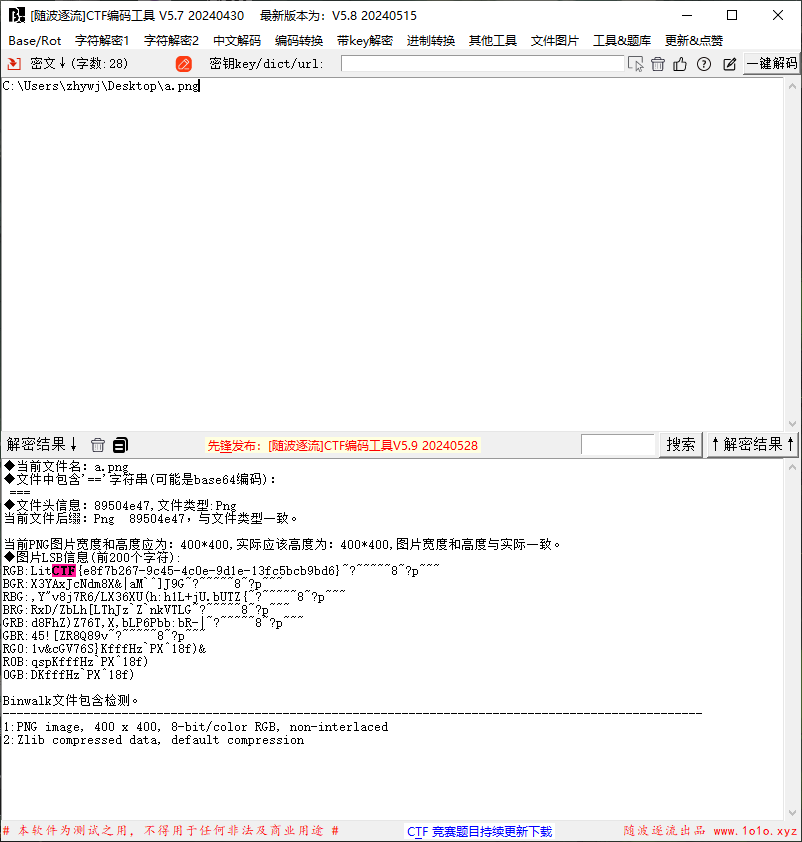 [随波逐流]CTF编码工具 V5.7 20240430 最新版本为：V5.8 20240515
Base/Rot 字符解密1 字符解密2 中文解码 编码转换 带key解密 进制转换 其他工具 文件图片 工具&题库 更新&点赞
密文↓(字数:28) 密钥key/dict/url: 一键解码
C:\Users\zhywj\Desktop\a.png
解密结果↓ 先锋发布：[随波逐流]CTF编码工具V5.9 20240528 搜索 ↑解密结果↑
◆当前文件名：a.png
◆文件中包含'=='字符串(可能是base64编码)：
===
◆文件头信息：89504e47,文件类型:Png
当前文件后缀：Png 89504e47，与文件类型一致。
当前PNG图片宽度和高度应为：400*400,实际应该高度为：400*400,图片宽度和高度与实际一致。
◆图片LSB信息(前200个字符):
RGB:LitCTF{e8f7b267-9c45-4c0e-9d1e-13fc5bcb9bd6}~?~~~~~8~?p~~~
BGR:X3YAxJcNdm8X&|aM``]J9G~?~~~~~8~?p~~~
RBG:,Y"v8j7R6/LX36XU(h:h1L+jU.bUTZ{~?~~~~~8~?p~~~
BRG:RxD/ZbLh[LThJz`Z`nkVTLG~?~~~~~8~?p~~~
GRB:d8FhZ)Z76T,X,bLP6Pbb:bR-|~?~~~~~8~?p~~~
GBR:45![ZR8Q89v~?~~~~~8~?p~~~
RG0:1v&cGV76S}KfffHz`PX^18f)&
R0B:qspKfffHz`PX^18f)
0GB:DKfffHz`PX^18f)
Binwalk文件包含检测。
1:PNG image, 400 x 400, 8-bit/color RGB, non-interlaced
2:Zlib compressed data, default compression
# 本软件为测试之用，不得用于任何非法及商业用途 # CTF 竞赛题目持续更新下载 随波逐流出品 www.1o1o.xyz